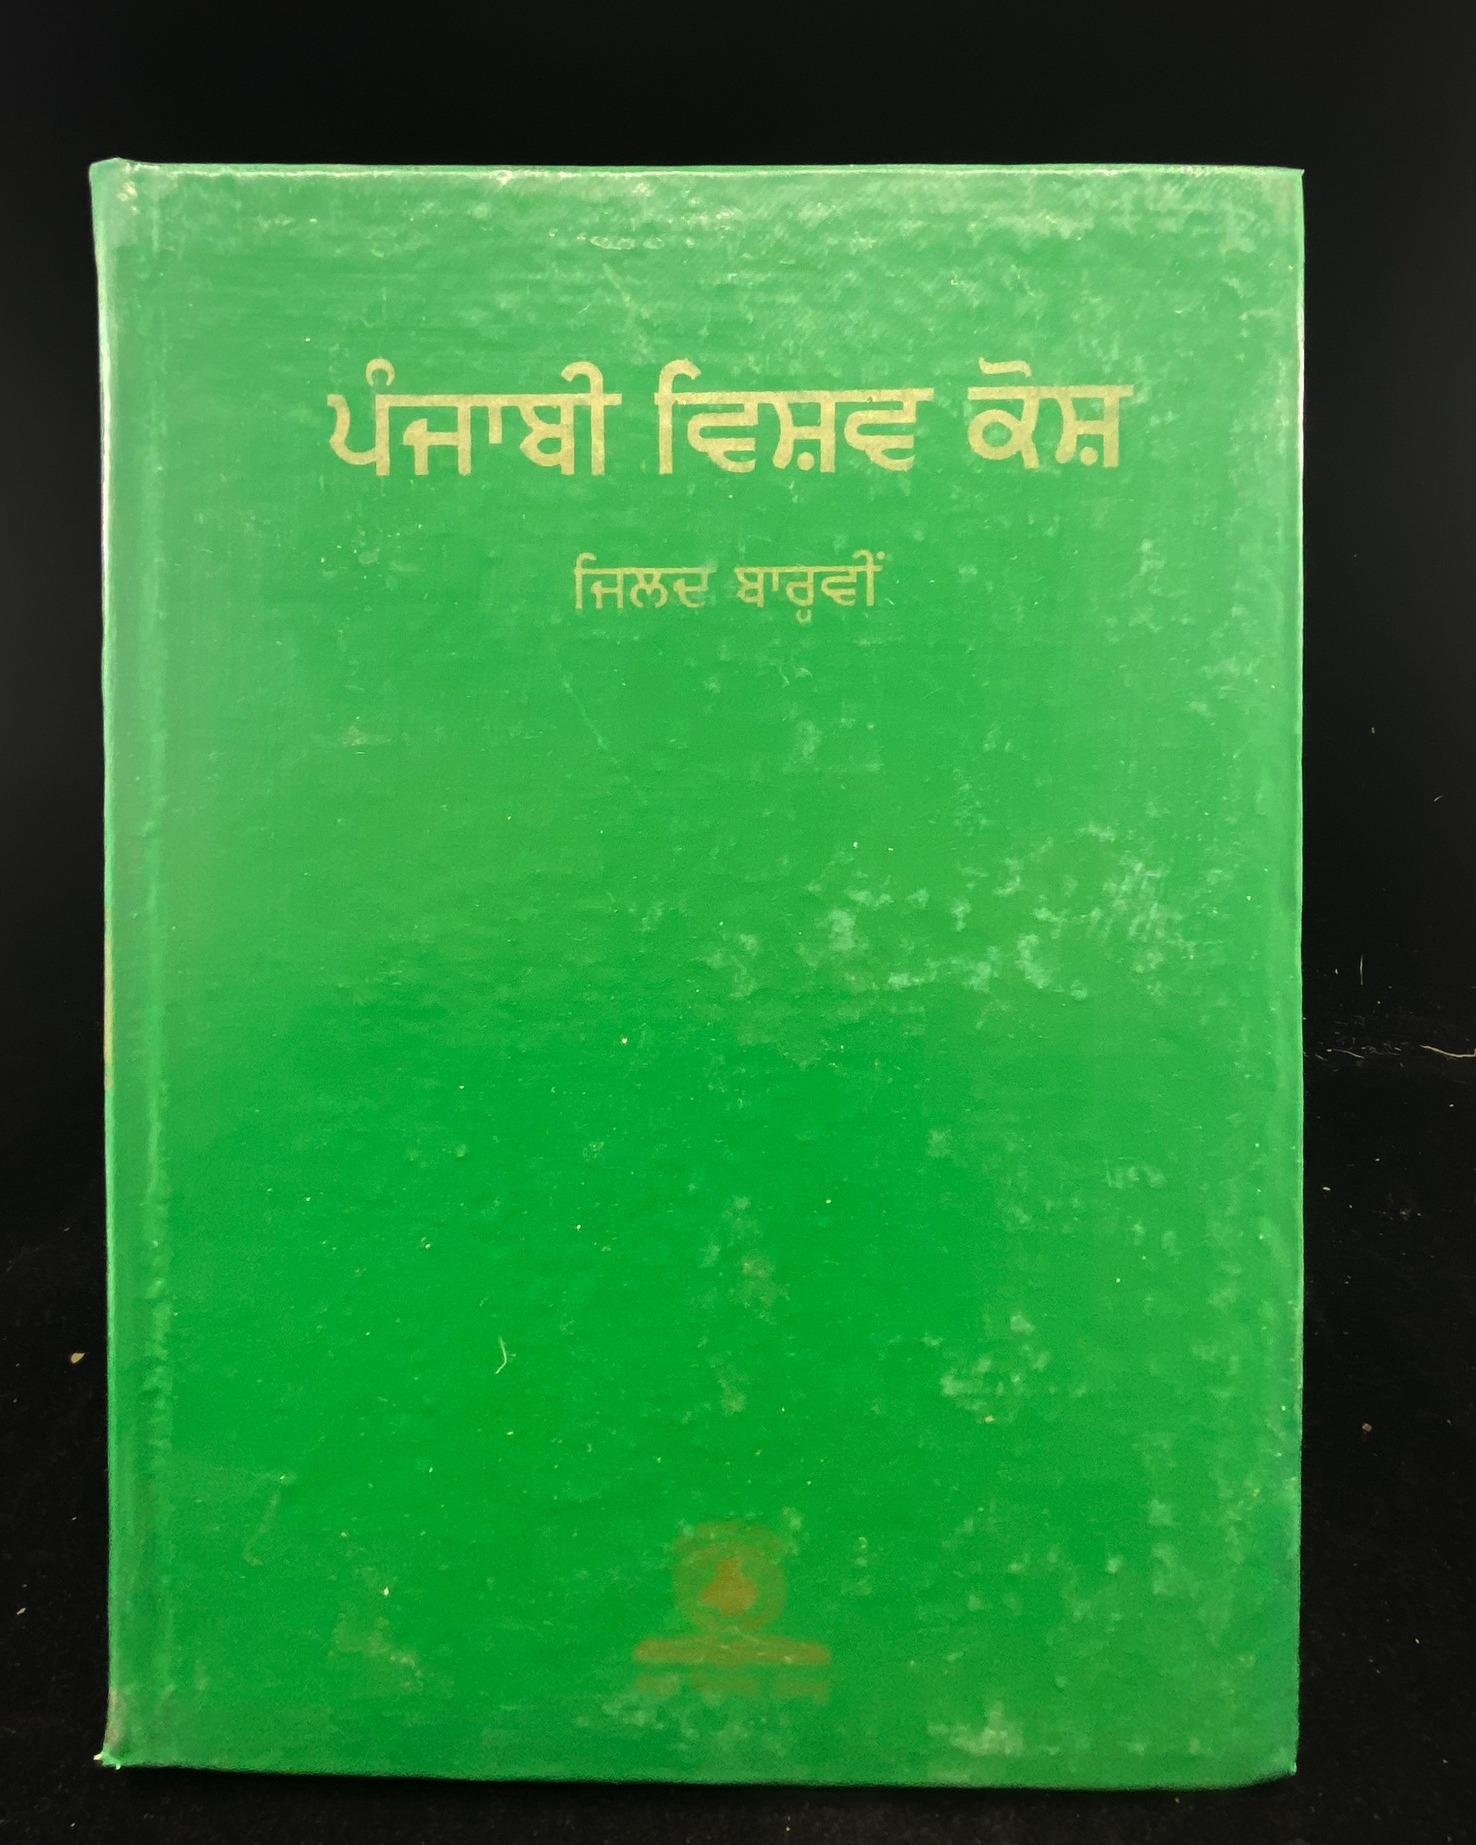 ਪੰਜਾਬੀ ਵਿਸ਼ਵ ਕੋਸ਼
ਜਿਲਦ ਬਾਰ੍ਹਵੀਂ